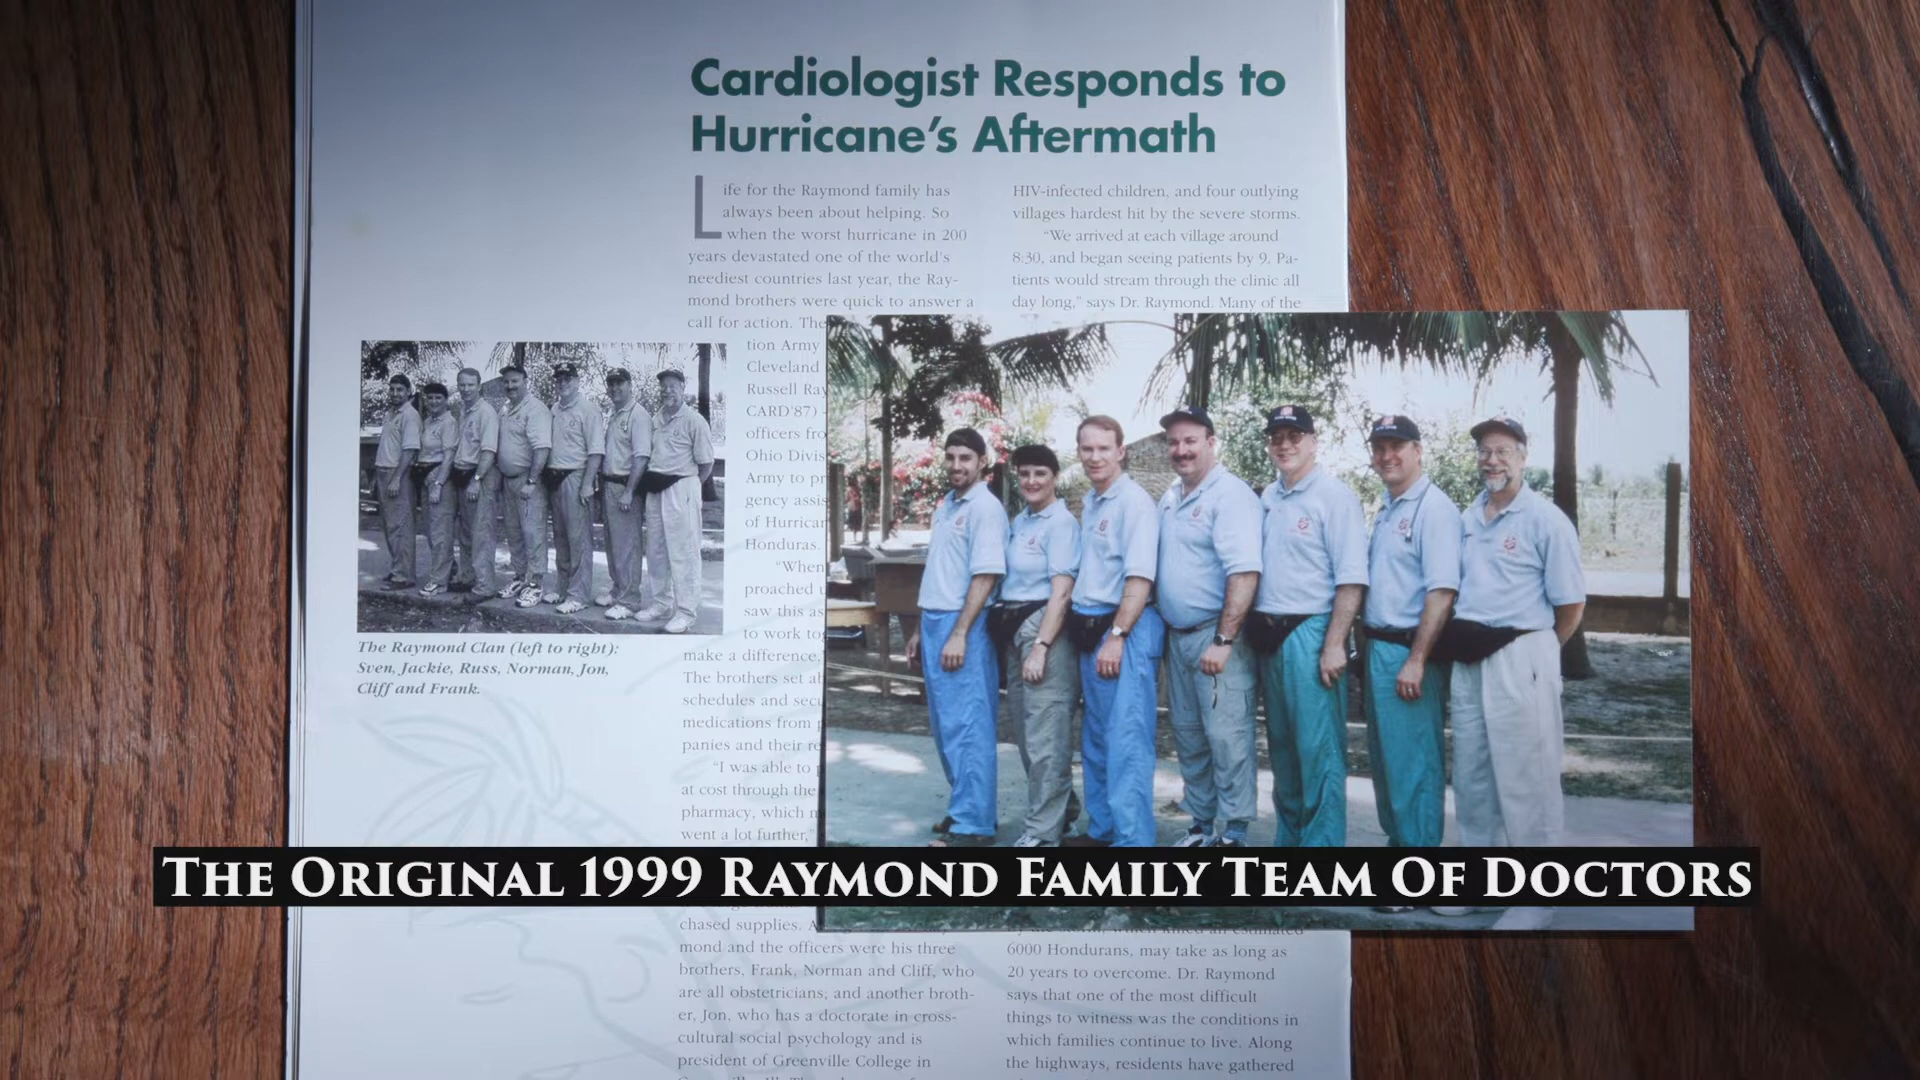 Cardiologist Responds to
Hurricane's Aftermath
Life for the Raymond family has
always been about helping. So
when the worst hurricane in 200
years devastated one of the world's
neediest countries last year, the Ray-
mond brothers were quick to answer a
call for action. The
tion Army
Cleveland
Russell Ray
CARD'87)
officers fro
Ohio Divis
Army to pr
gency assis
of Hurrican
Honduras.
"When
proached
saw this as
to work tog
make a difference,"
The brothers set ab
schedules and secu
medications from p
panies and their re
"I was able to p
at cost through the
pharmacy, which m
went a lot further,"
chased supplies. A
mond and the officers were his three
brothers, Frank, Norman and Cliff, who
are all obstetricians; and another broth-
er, Jon, who has a doctorate in cross-
cultural social psychology and is
president of Greenville College in
HIV-infected children, and four outlying
villages hardest hit by the severe storms.
"We arrived at each village around
8:30, and began seeing patients by 9. Pa-
tients would stream through the clinic all
day long," says Dr. Raymond. Many of the
6000 Hondurans, may take as long as
20 years to overcome. Dr. Raymond
says that one of the most difficult
things to witness was the conditions in
which families continue to live. Along
the highways, residents have gathered
The Raymond Clan (left to right):
Sven, Jackie, Russ, Norman, Jon,
Cliff and Frank.
The Original 1999 Raymond Family Team Of Doctors